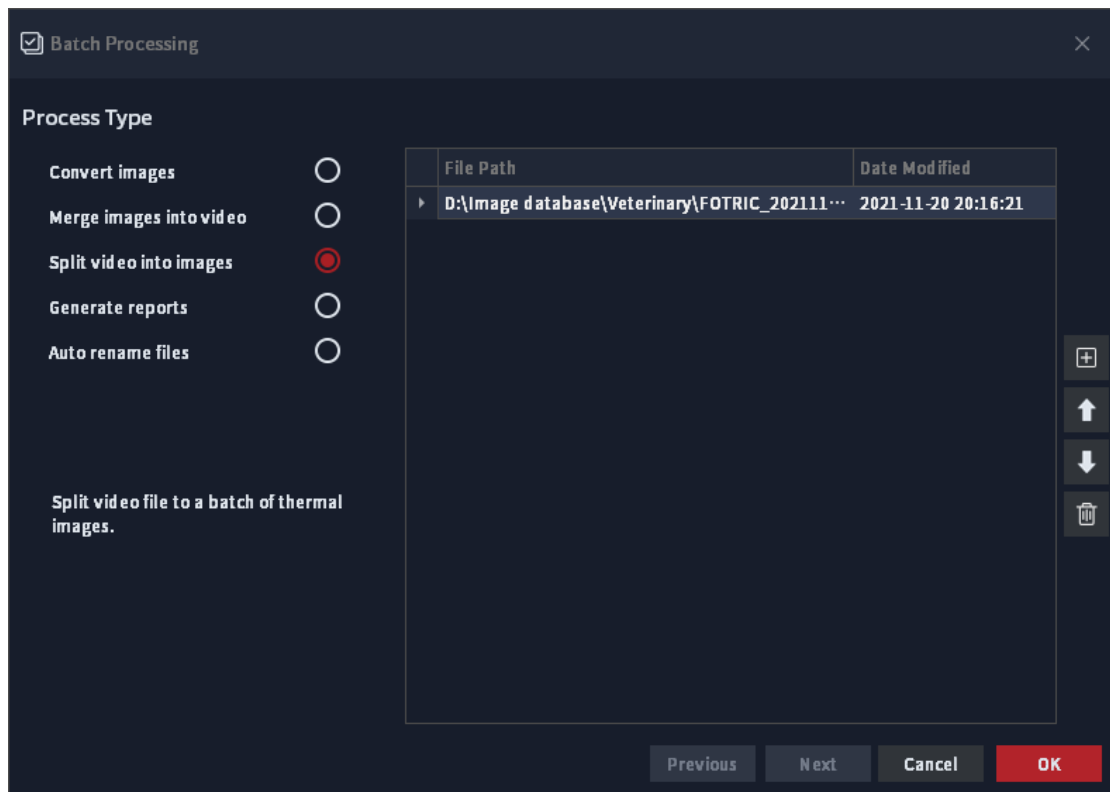 Batch Processing
Process Type
Convert images
Merge images into video
Split video into images
Generate reports
Auto rename files
Split video file to a batch of thermal
images.
File Path Date Modified
D:\Image database\Veterinary\FOTRIC_202111··· 2021-11-20 20:16:21
Previous Next Cancel OK